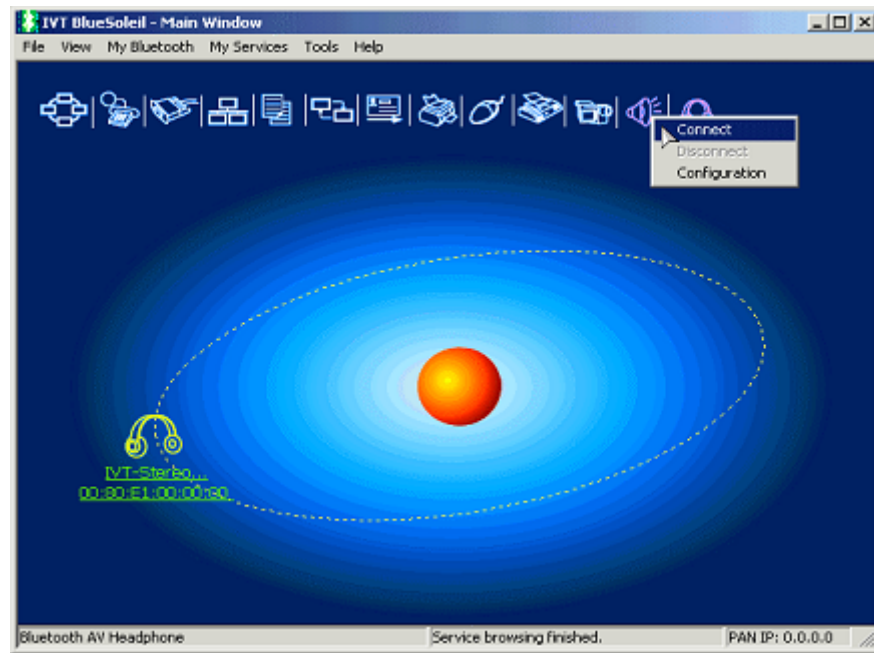 IVT BlueSoleil - Main Window
File View My Bluetooth My Services Tools Help
Connect
Disconnect
Configuration
IVT-Stereo...
00:80:E1:00:00:90
Bluetooth AV Headphone Service browsing finished. PAN IP: 0.0.0.0